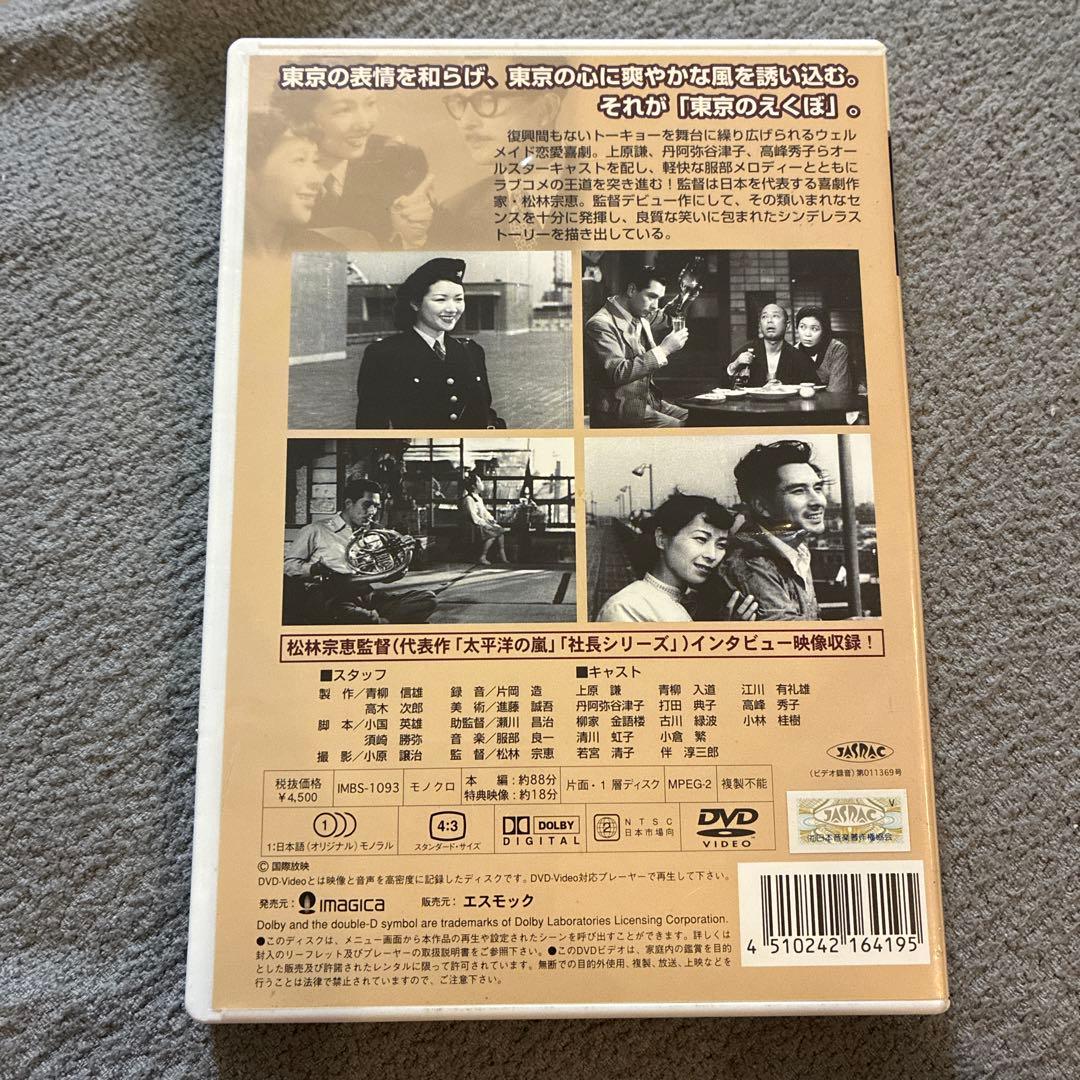 東京の表情を和らげ、東京の心に爽やかな風を誘い込む。
それが「東京のえくぼ」。
復興間もないトーキョーを舞台に繰り広げられるウェル
メイド恋愛喜劇。上原謙、丹阿弥谷津子、高峰秀子らオ
ールスターキャストを配し、軽快な服部メロディーとともに
ラブコメの王道を突き進む！監督は日本を代表する喜劇作
家・松林宗恵。監督デビュー作にして、その類いまれなセ
ンスを十分に発揮し、良質な笑いに包まれたシンデレラス
トーリーを描き出している。
松林宗恵監督(代表作「太平洋の嵐」「社長シリーズ」)インタビュー映像収録！
■スタッフ
製 作／青柳 信雄 録 音／片岡 造
高木 次郎 美 術／進藤 誠吾
脚 本／小国 英雄 助監督／瀬川 昌治
須崎 勝弥 音 楽／服部 良一
撮 影／小原 譲治 監 督／松林 宗恵
■キャスト
上原 謙 青柳 入道 江川 有礼雄
丹阿弥谷津子 打田 典子 高峰 秀子
柳家 金語楼 古川 緑波 小林 桂樹
清川 虹子 小倉 繁
若宮 清子 伴 淳三郎
JASRAC
(ビデオ録音)第011369号
税抜価格
¥4,500
IMBS-1093
モノクロ
本 編：約88分
特典映像：約18分
片面・1層ディスク
MPEG-2
複製不能
1
1：日本語(オリジナル)モノラル
4:3
スタンダード・サイズ
DOLBY
DIGITAL
2
NTSC
日本市場向
DVD
VIDEO
V
JASRAC
㈳日本音楽著作権協会
© 国際放映
DVD-Videoとは映像と音声を高密度に記録したディスクです。DVD-Video対応プレーヤーで再生して下さい。
発売元： IMAGICA 販売元： エスモック
Dolby and the double-D symbol are trademarks of Dolby Laboratories Licensing Corporation.
●このディスクは、メニュー画面から本作品の再生や設定されたシーンを呼び出すことができます。詳しくは
封入のリーフレット及びプレーヤーの取扱説明書をご参照下さい。●このDVDビデオは、家庭内の鑑賞を目的
とした販売及び許諾されたレンタルに限って許可されています。無断での目的外使用、複製、放送、上映などを
行うことは法律で禁止されていますので、ご注意下さい。
4 510242 164195